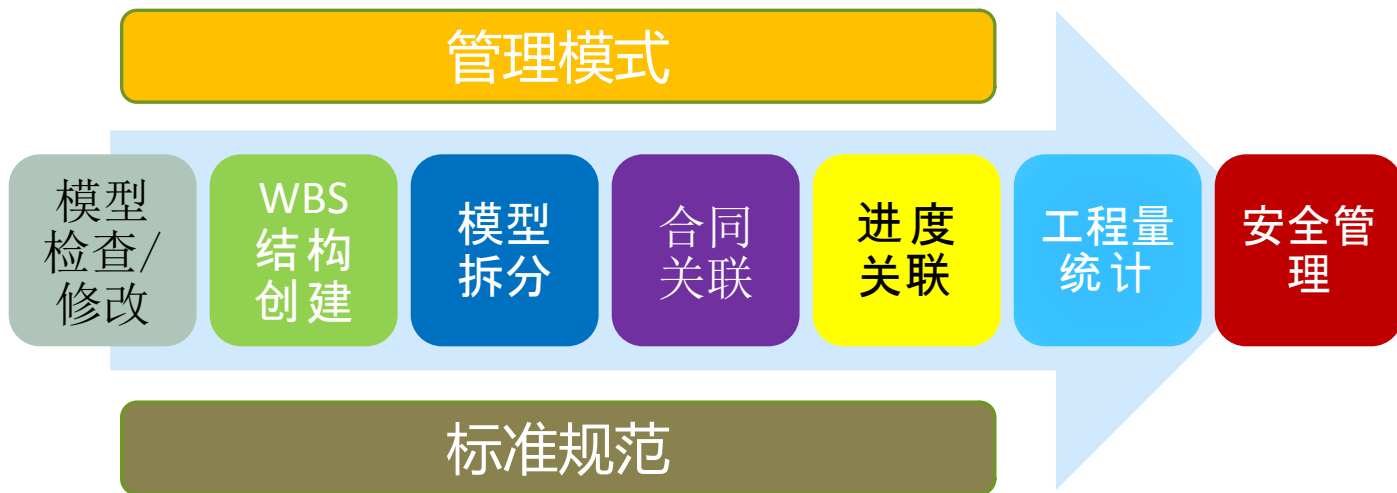 管理模式
模型
检查/
修改
WBS
结构
创建
模型
拆分
合同
关联
进度
关联
工程量
统计
安全管
理
标准规范